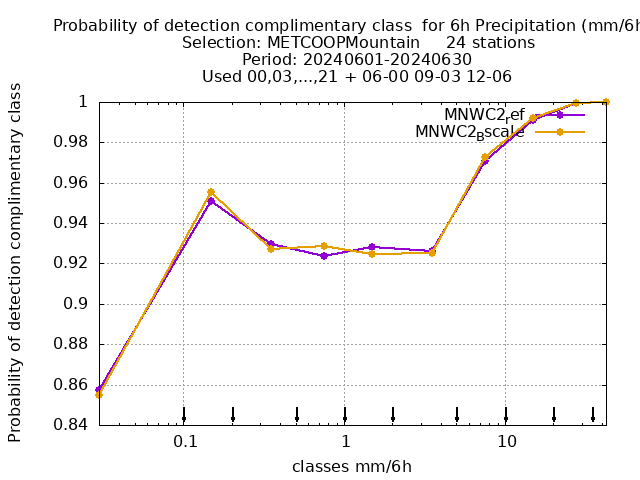 Probability of detection complimentary class  for 6h Precipitation (mm/6h
Selection: METCOOPMountain     24 stations
Period: 20240601-20240630
Used 00,03,...,21 + 06-00 09-03 12-06
Probability of detection complimentary class
1
0.98
0.96
0.94
0.92
0.9
0.88
0.86
0.84
MNWC2ref
MNWC2Bscale
0.1
1
10
classes mm/6h